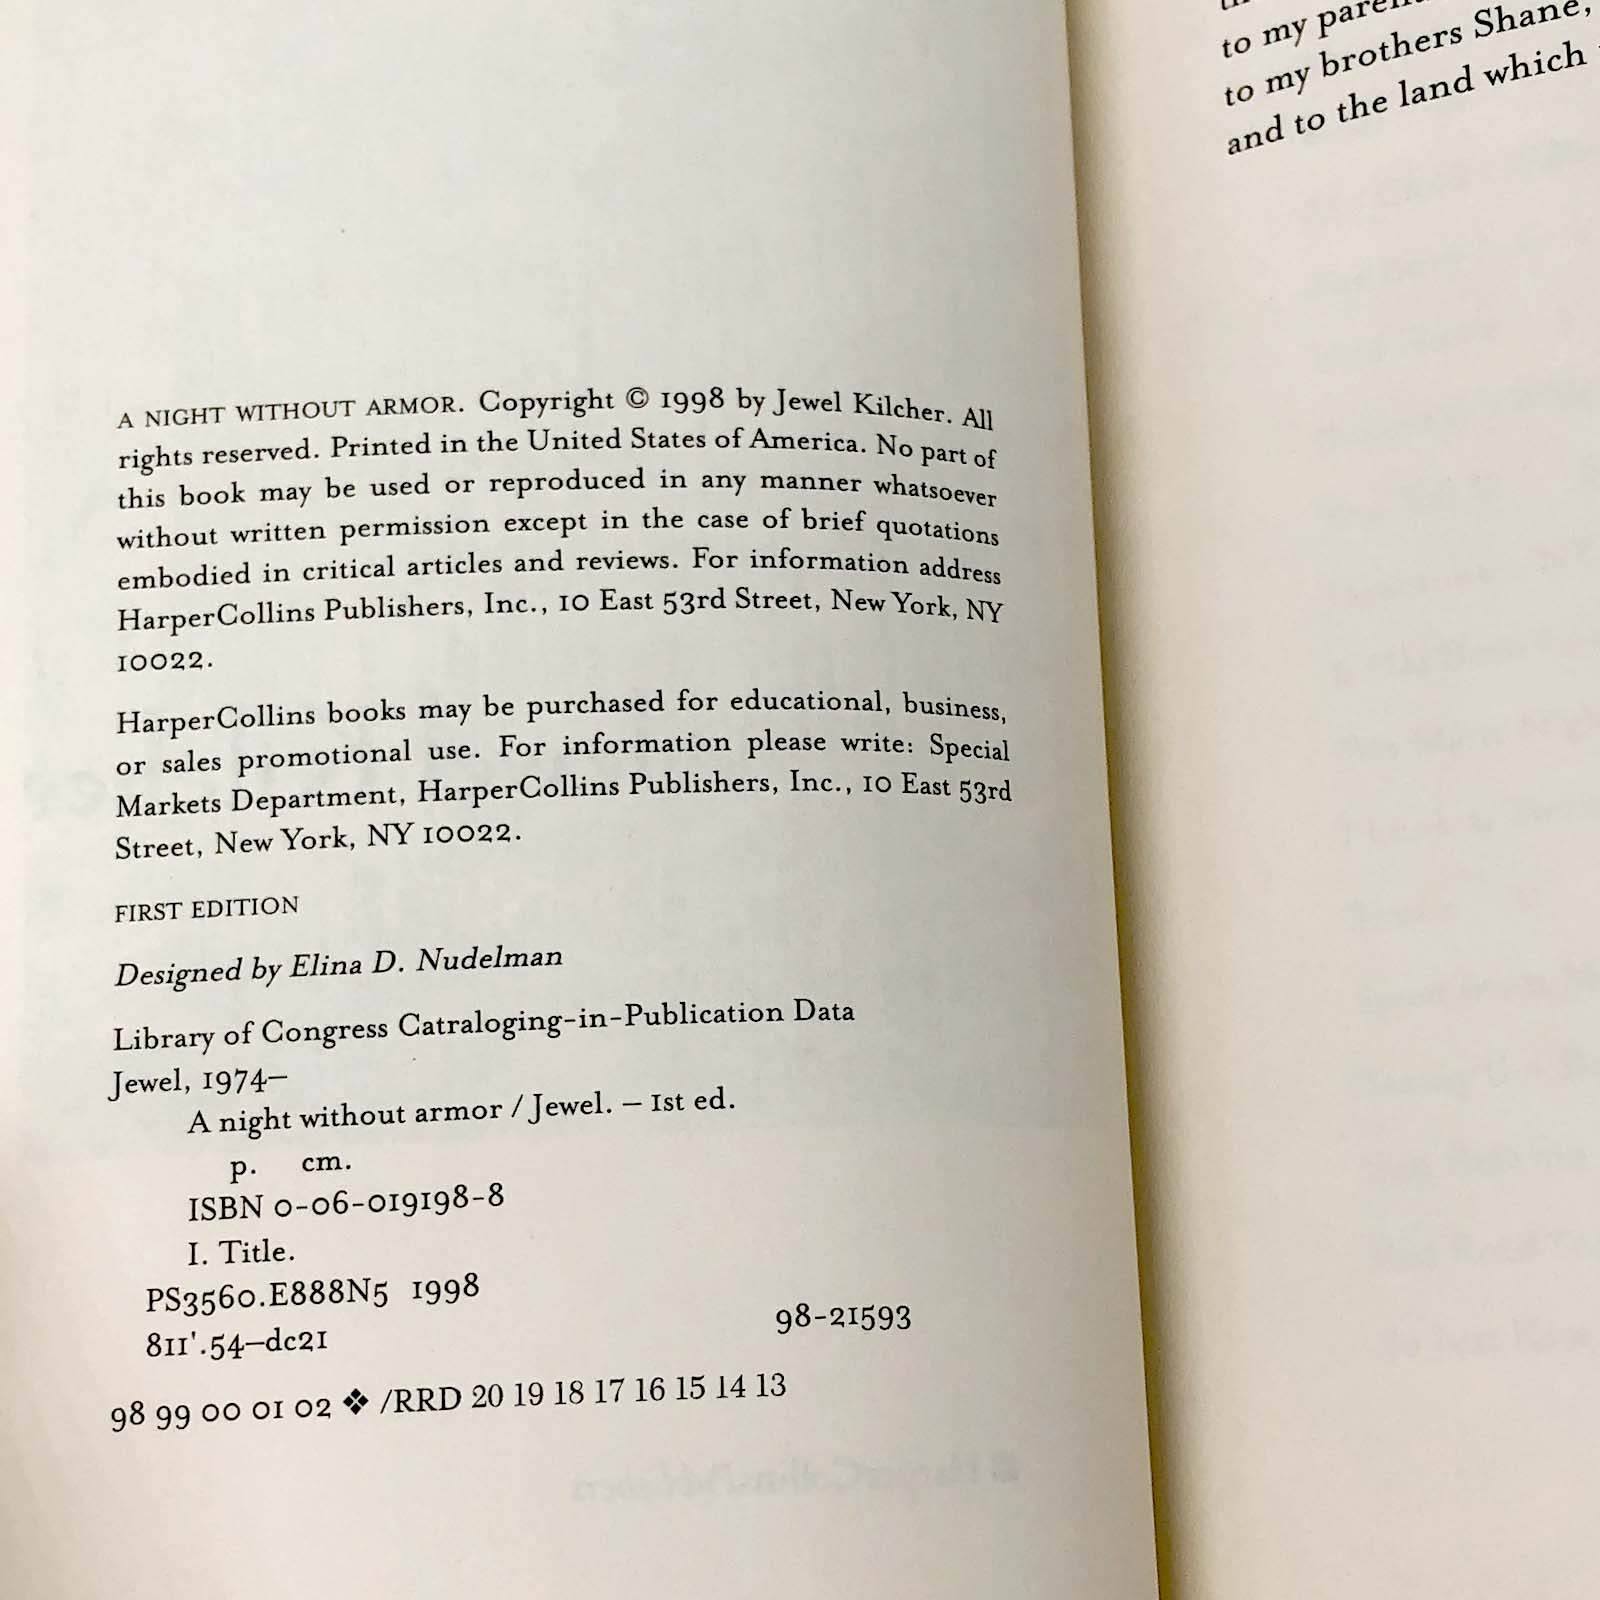 A NIGHT WITHOUT ARMOR. Copyright © 1998 by Jewel Kilcher. All
rights reserved. Printed in the United States of America. No part of
this book may be used or reproduced in any manner whatsoever
without written permission except in the case of brief quotations
embodied in critical articles and reviews. For information address
HarperCollins Publishers, Inc., 10 East 53rd Street, New York, NY
10022.
HarperCollins books may be purchased for educational, business,
or sales promotional use. For information please write: Special
Markets Department, HarperCollins Publishers, Inc., 10 East 53rd
Street, New York, NY 10022.
FIRST EDITION
Designed by Elina D. Nudelman
Library of Congress Catraloging-in-Publication Data
Jewel, 1974–
A night without armor / Jewel. – 1st ed.
p. cm.
ISBN 0-06-019198-8
I. Title.
PS3560.E888N5 1998
811'.54–dc21
98-21593
98 99 00 01 02 ❖ /RRD 20 19 18 17 16 15 14 13
to my
to my brothers Shane,
and to the land which